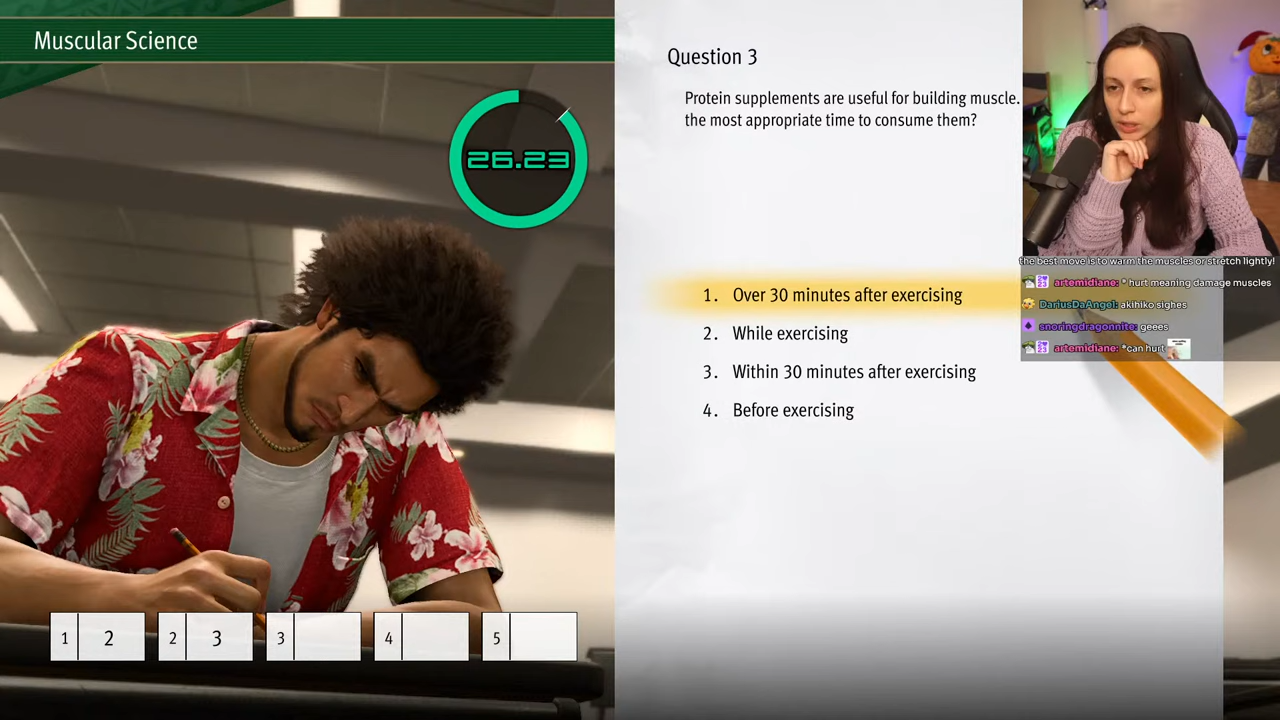 Muscular Science
26.23
Question 3
Protein supplements are useful for building muscle.
the most appropriate time to consume them?
1. Over 30 minutes after exercising
2. While exercising
3. Within 30 minutes after exercising
4. Before exercising
the best move is to warm the muscles or stretch lightly!
artemidiane: * hurt meaning damage muscles
DariusDaAngel: akihiko sighes
snoringdragonnite: geees
artemidiane: *can hurt
1 2
2 3
3
4
5